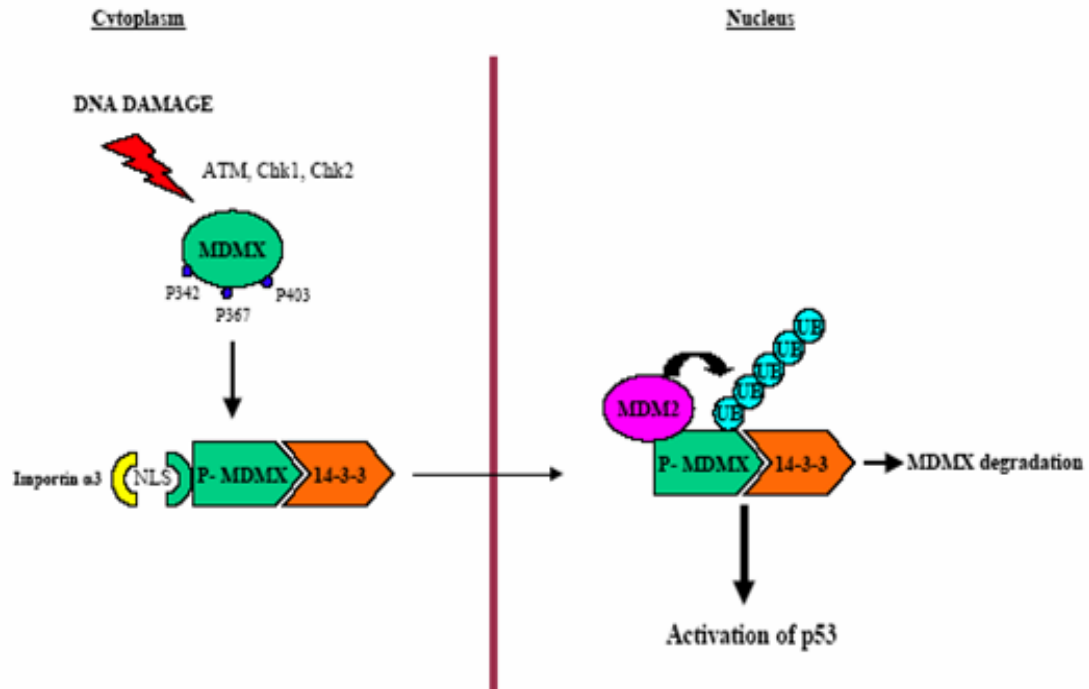 Cytoplasm
Nucleus
DNA DAMAGE
ATM, Chk1, Chk2
MDMX
P342
P403
P367
UB
UB
UB
UB
UB
MDM2
Importin α3
NLS
P- MDMX
14-3-3
P- MDMX
14-3-3
MDMX degradation
Activation of p53